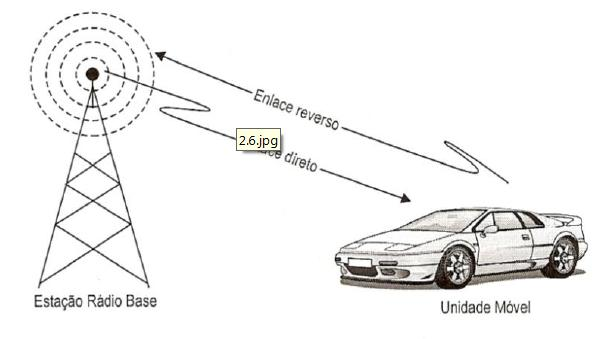 Enlace reverso
2.6.jpg
direto
Estação Rádio Base
Unidade Móvel